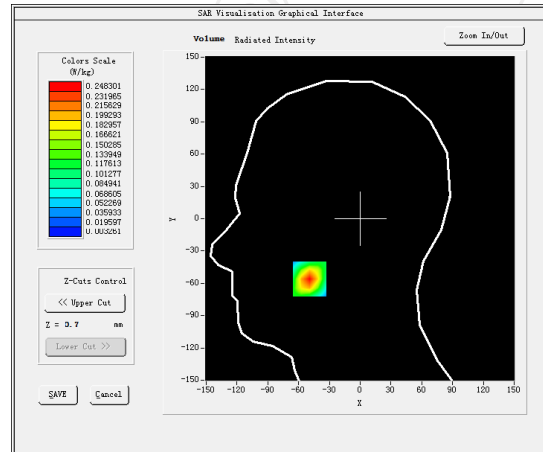 SAR Visualisation Graphical Interface
Volume Radiated Intensity
Zoom In/Out
Colors Scale
(W/kg)
0.248301
0.231965
0.215629
0.199293
0.182957
0.166621
0.150285
0.133949
0.117613
0.101277
0.084941
0.068605
0.052269
0.035933
0.019597
0.003261
Z-Cuts Control
<< Upper Cut
Z = 0.7 mm
Lower Cut >>
SAVE Cancel
150
120
90
60
30
0
-30
-60
-90
-120
-150
Y
-150 -120 -90 -60 -30 0 30 60 90 120 150
X